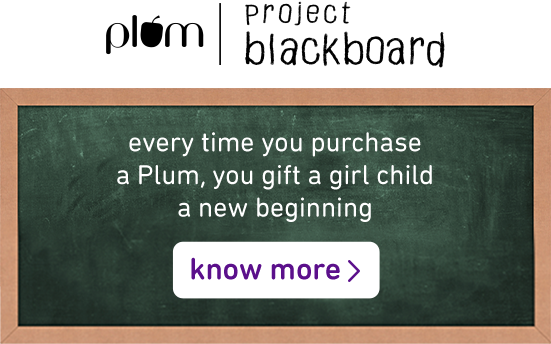 plum
project
blackboard
every time you purchase
a Plum, you gift a girl child
a new beginning
know more >